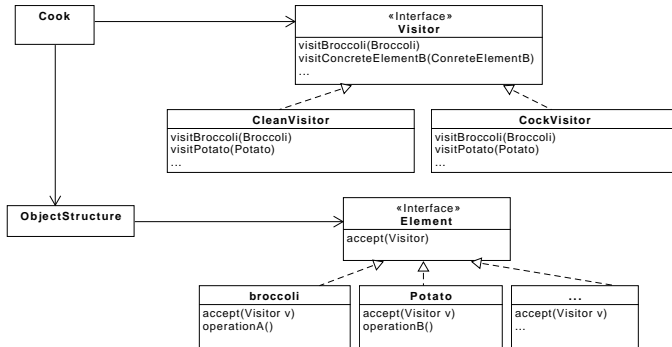 Cook
«Interface»
Visitor
visitBroccoli(Broccoli)
visitConcreteElementB(ConreteElementB)
...
CleanVisitor
visitBroccoli(Broccoli)
visitPotato(Potato)
...
CockVisitor
visitBroccoli(Broccoli)
visitPotato(Potato)
...
ObjectStructure
«Interface»
Element
accept(Visitor)
broccoli
accept(Visitor v)
operationA()
Potato
accept(Visitor v)
operationB()
...
accept(Visitor v)
...